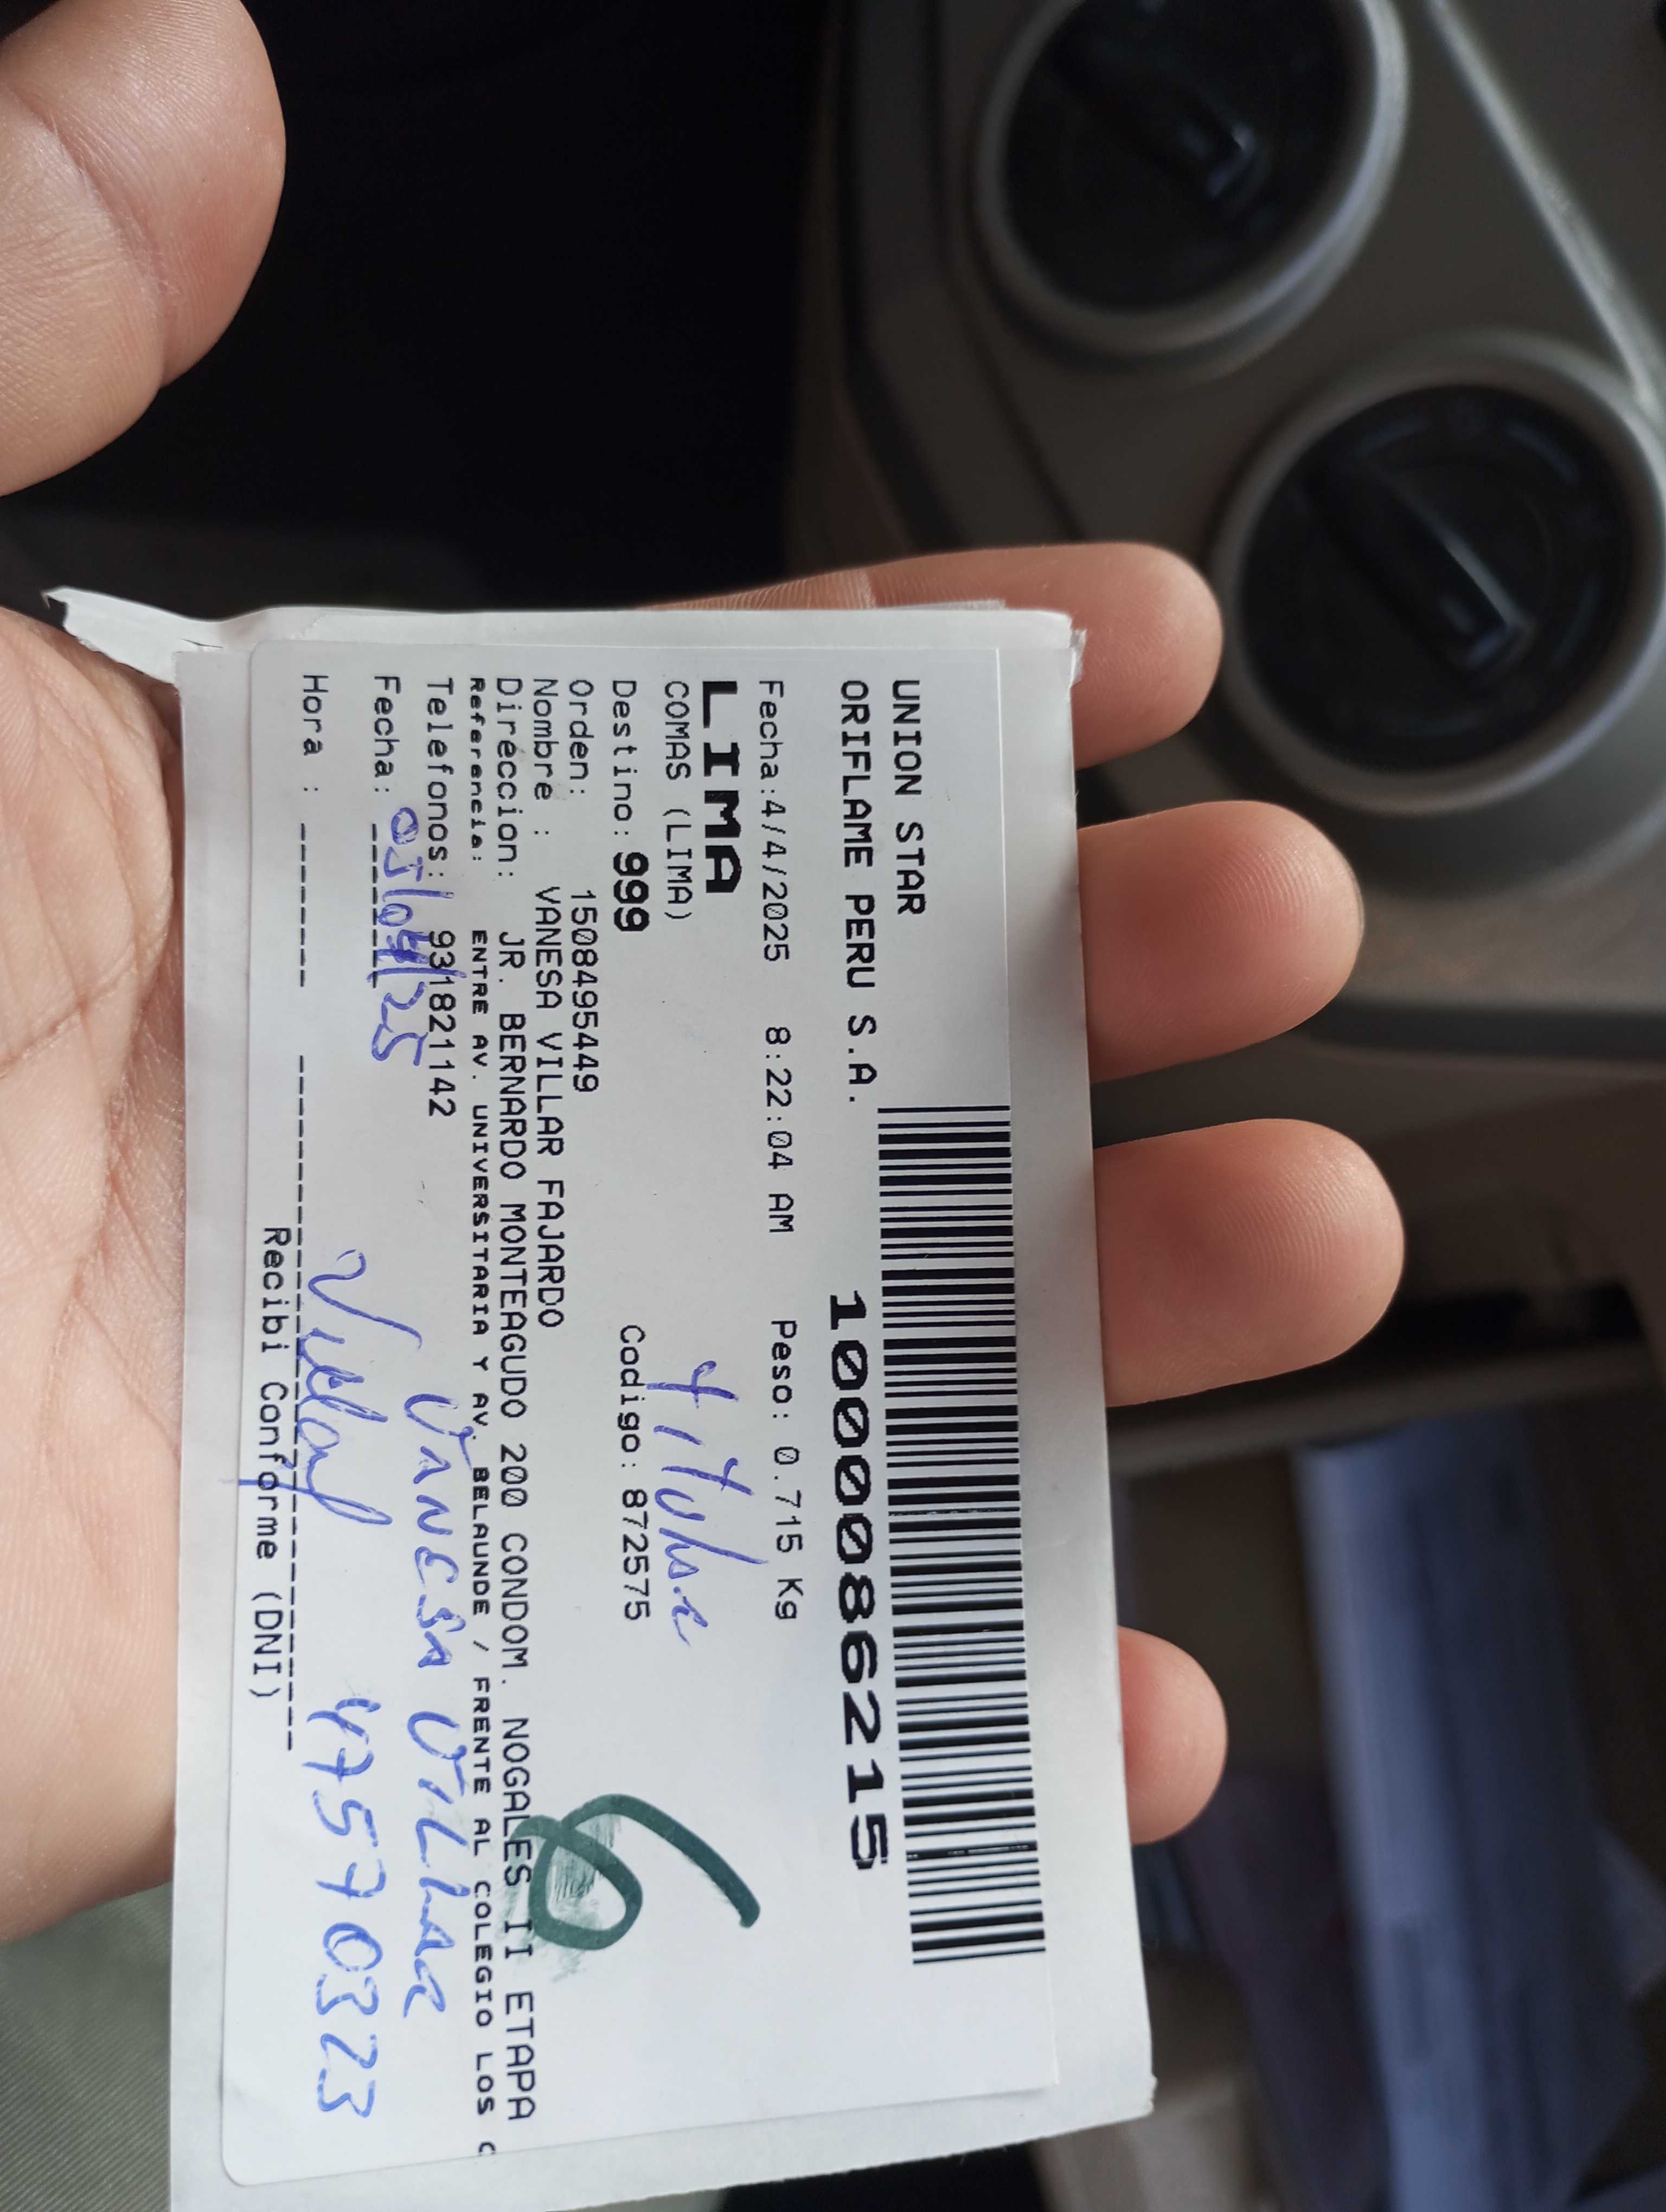 UNION STAR
ORIFLAME PERU S.A.
1000862215
Fecha:4/4/2025 8:22:04 AM Peso: 0.715 Kg
LIMA
COMAS (LIMA)
titular
Destino: 999 Codigo: 872575
Orden: 1508495449
Nombre : VANESA VILLAR FAJARDO
Direccion: JR. BERNARDO MONTEAGUDO 200 CONDOM. NOGALES II ETAPA
Referencia: ENTRE AV. UNIVERSITARIA Y AV. BELAUNDE / FRENTE AL COLEGIO LOS
6
Telefonos: 931821142
Vanesa Villar
Fecha: 05/04/25
Hora :
Villar 47570323
Recibi Conforme (DNI)